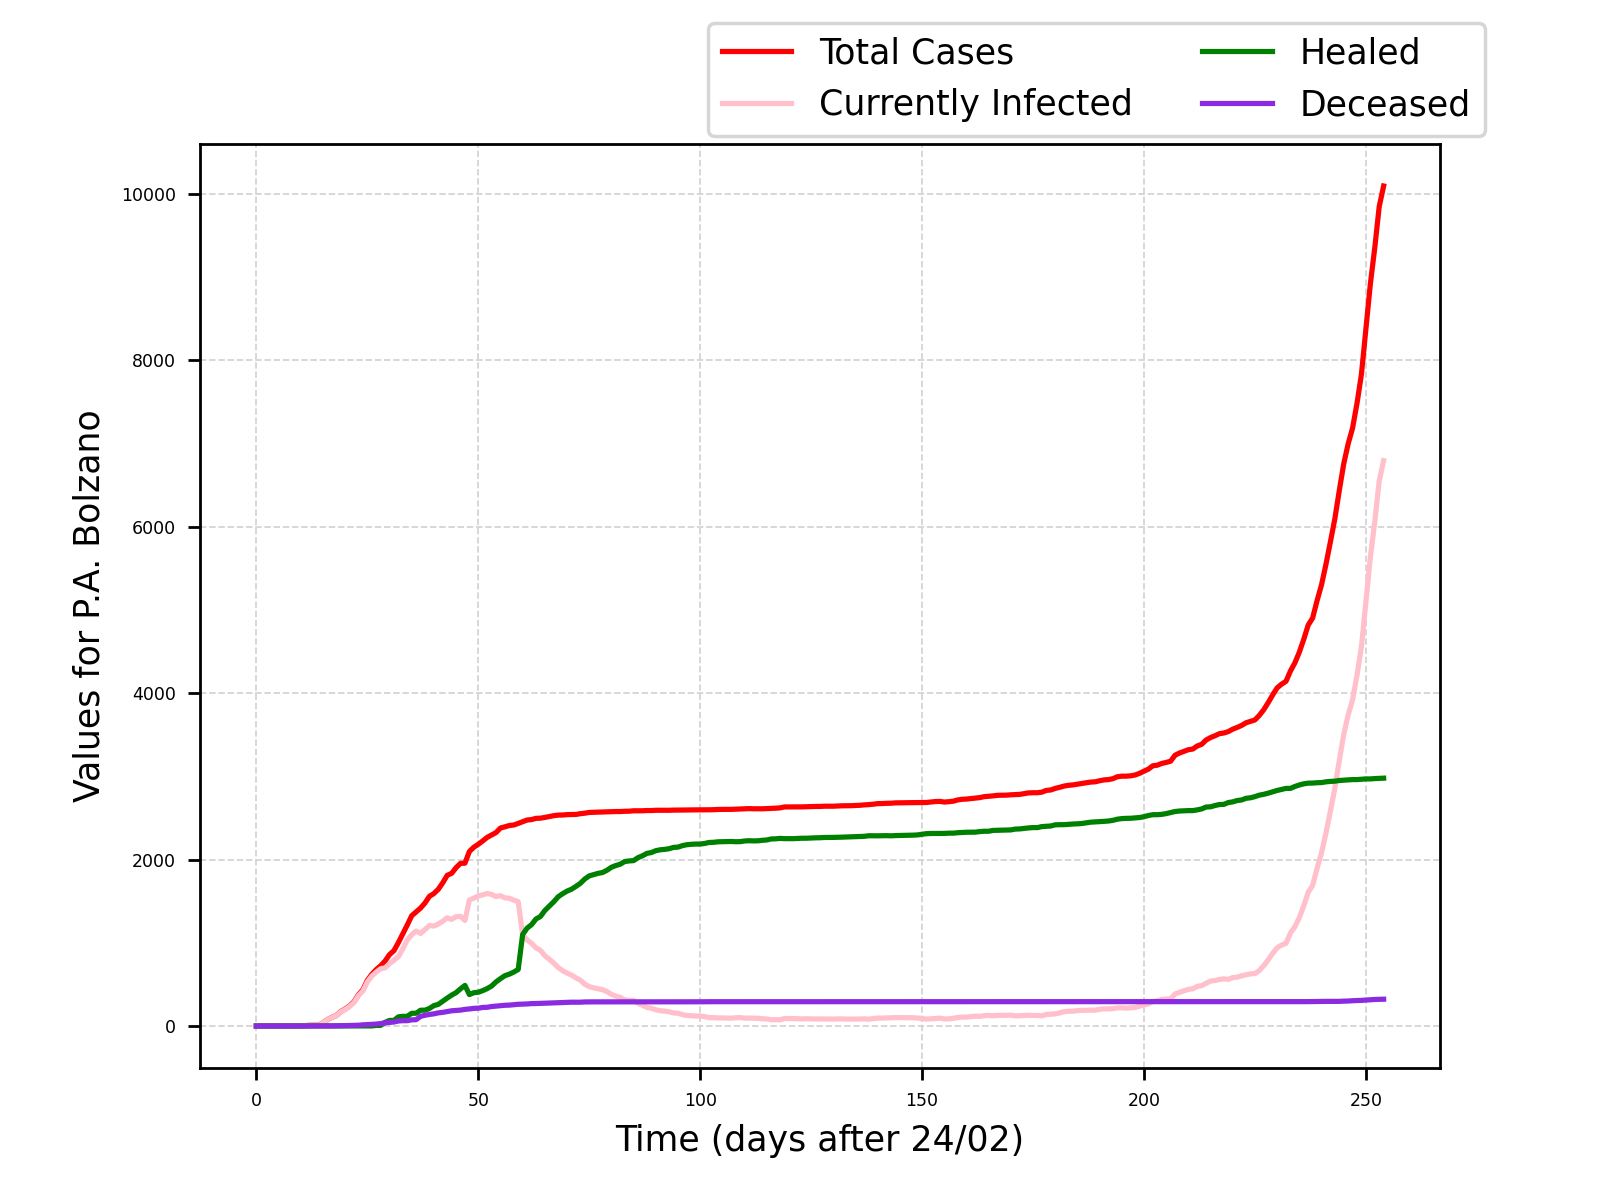 Total Cases
Currently Infected
Healed
Deceased
10000
8000
6000
4000
2000
0
0 50 100 150 200 250
Time (days after 24/02)
Values for P.A. Bolzano